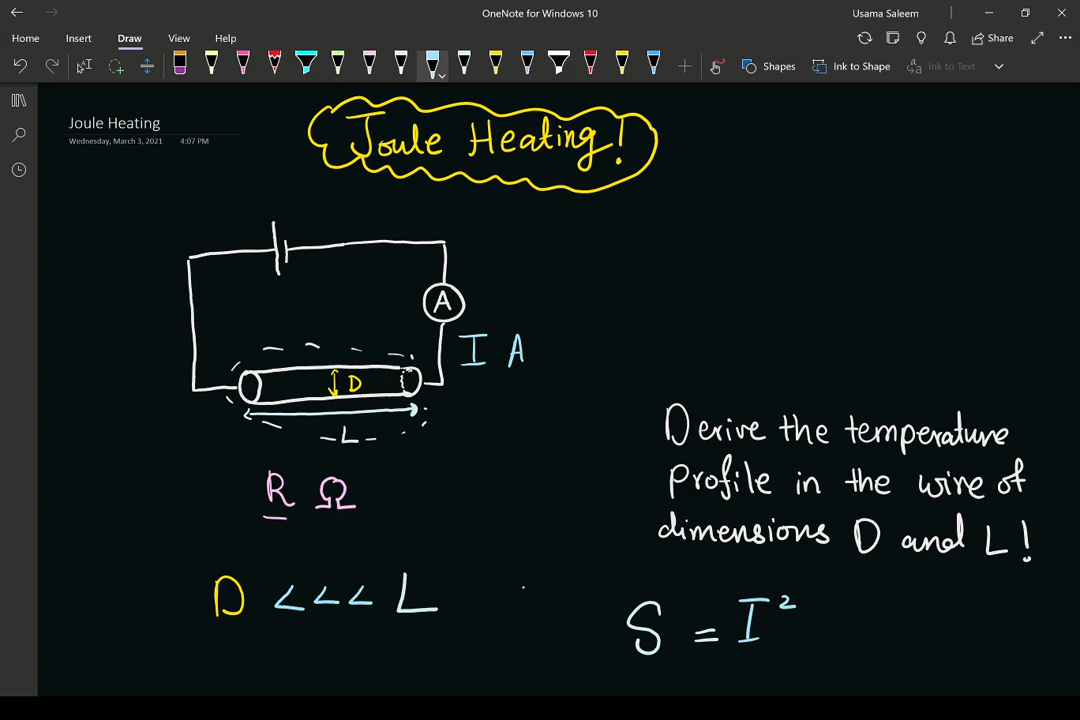 OneNote for Windows 10
Usama Saleem
Home Insert Draw View Help
Share
Shapes Ink to Shape Ink to Text
Joule Heating
Wednesday, March 3, 2021 4:07 PM
Joule Heating!
A
I A
D
L
R Ω
D <<< L
Derive the temperature
Profile in the wire of
dimensions D and L!
S = I²